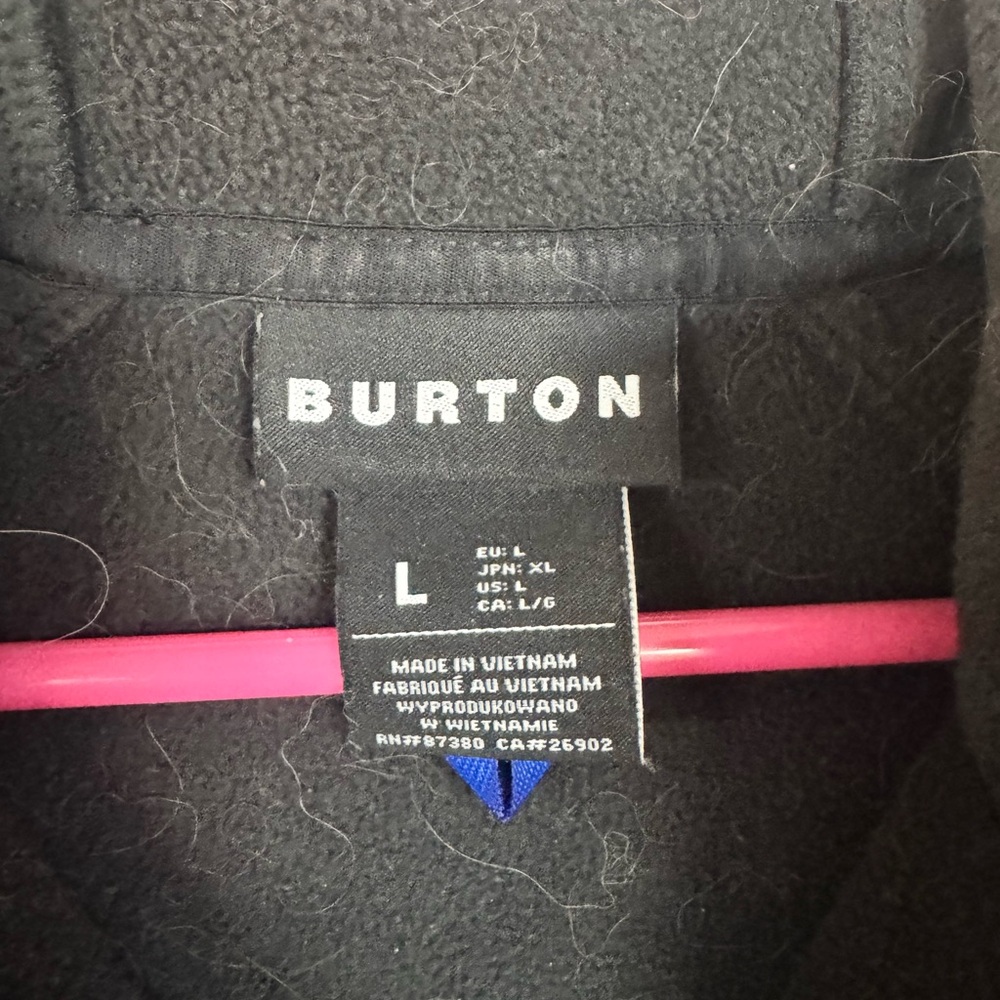 BURTON
L
EU: L
JPN: XL
US: L
CA: L/G
MADE IN VIETNAM
FABRIQUÉ AU VIETNAM
WYPRODUKOWANO
W WIETNAMIE
RN#87380 CA#26902